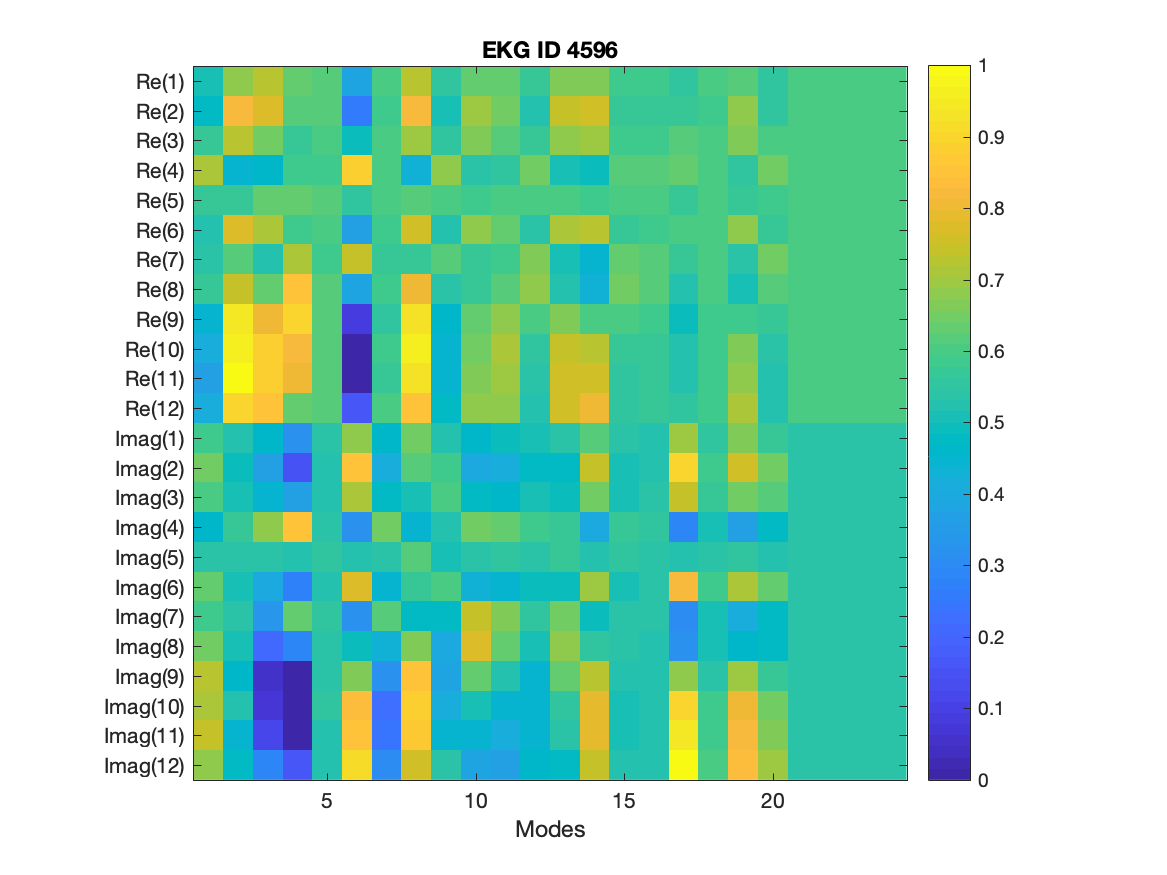 EKG ID 4596
Re(1)
Re(2)
Re(3)
Re(4)
Re(5)
Re(6)
Re(7)
Re(8)
Re(9)
Re(10)
Re(11)
Re(12)
Imag(1)
Imag(2)
Imag(3)
Imag(4)
Imag(5)
Imag(6)
Imag(7)
Imag(8)
Imag(9)
Imag(10)
Imag(11)
Imag(12)
5 10 15 20
Modes
1
0.9
0.8
0.7
0.6
0.5
0.4
0.3
0.2
0.1
0